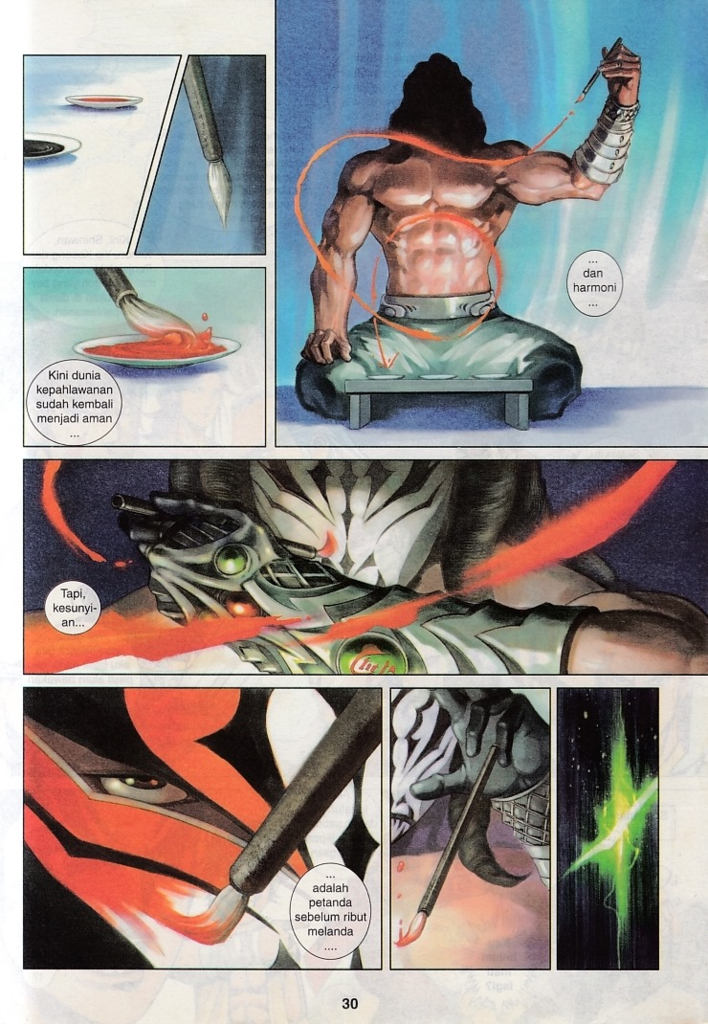 Kini dunia
kepahlawanan
sudah kembali
menjadi aman
...
...
dan
harmoni
...
Tapi,
kesunyi-
an...
...
adalah
petanda
sebelum ribut
melanda
....
30